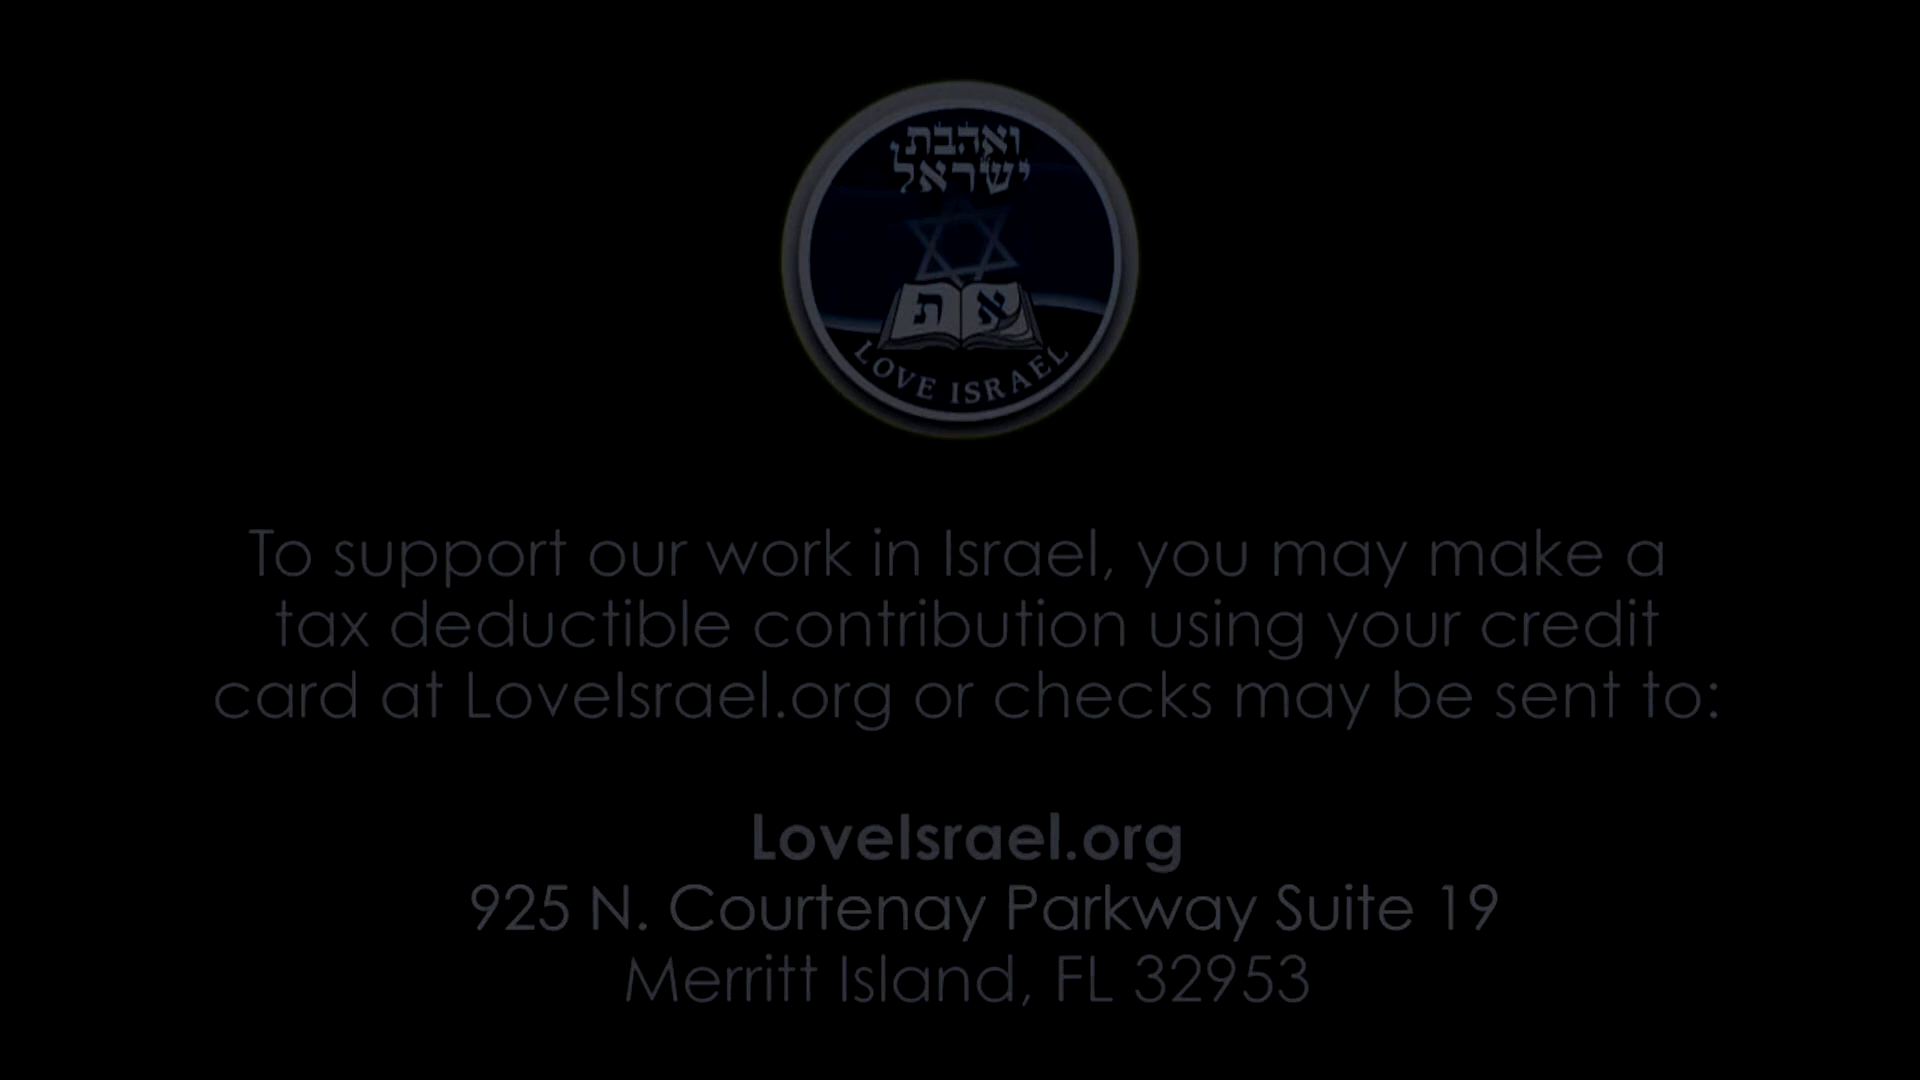 ואהבת
ישראל
ת א
LOVE ISRAEL
To support our work in Israel, you may make a
tax deductible contribution using your credit
card at LoveIsrael.org or checks may be sent to:
LoveIsrael.org
925 N. Courtenay Parkway Suite 19
Merritt Island, FL 32953